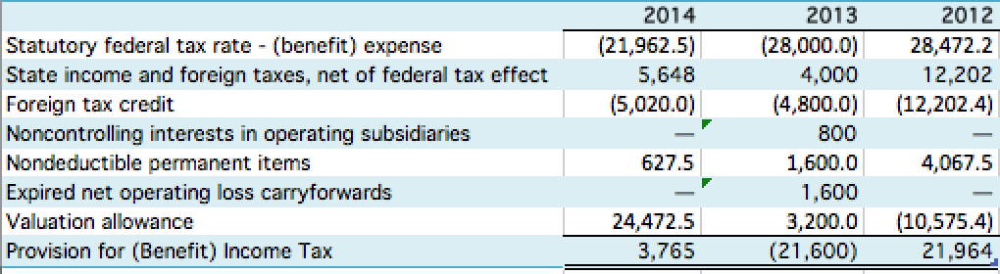 2014 2013 2012
Statutory federal tax rate - (benefit) expense (21,962.5) (28,000.0) 28,472.2
State income and foreign taxes, net of federal tax effect 5,648 4,000 12,202
Foreign tax credit (5,020.0) (4,800.0) (12,202.4)
Noncontrolling interests in operating subsidiaries — 800 —
Nondeductible permanent items 627.5 1,600.0 4,067.5
Expired net operating loss carryforwards — 1,600 —
Valuation allowance 24,472.5 3,200.0 (10,575.4)
Provision for (Benefit) Income Tax 3,765 (21,600) 21,964